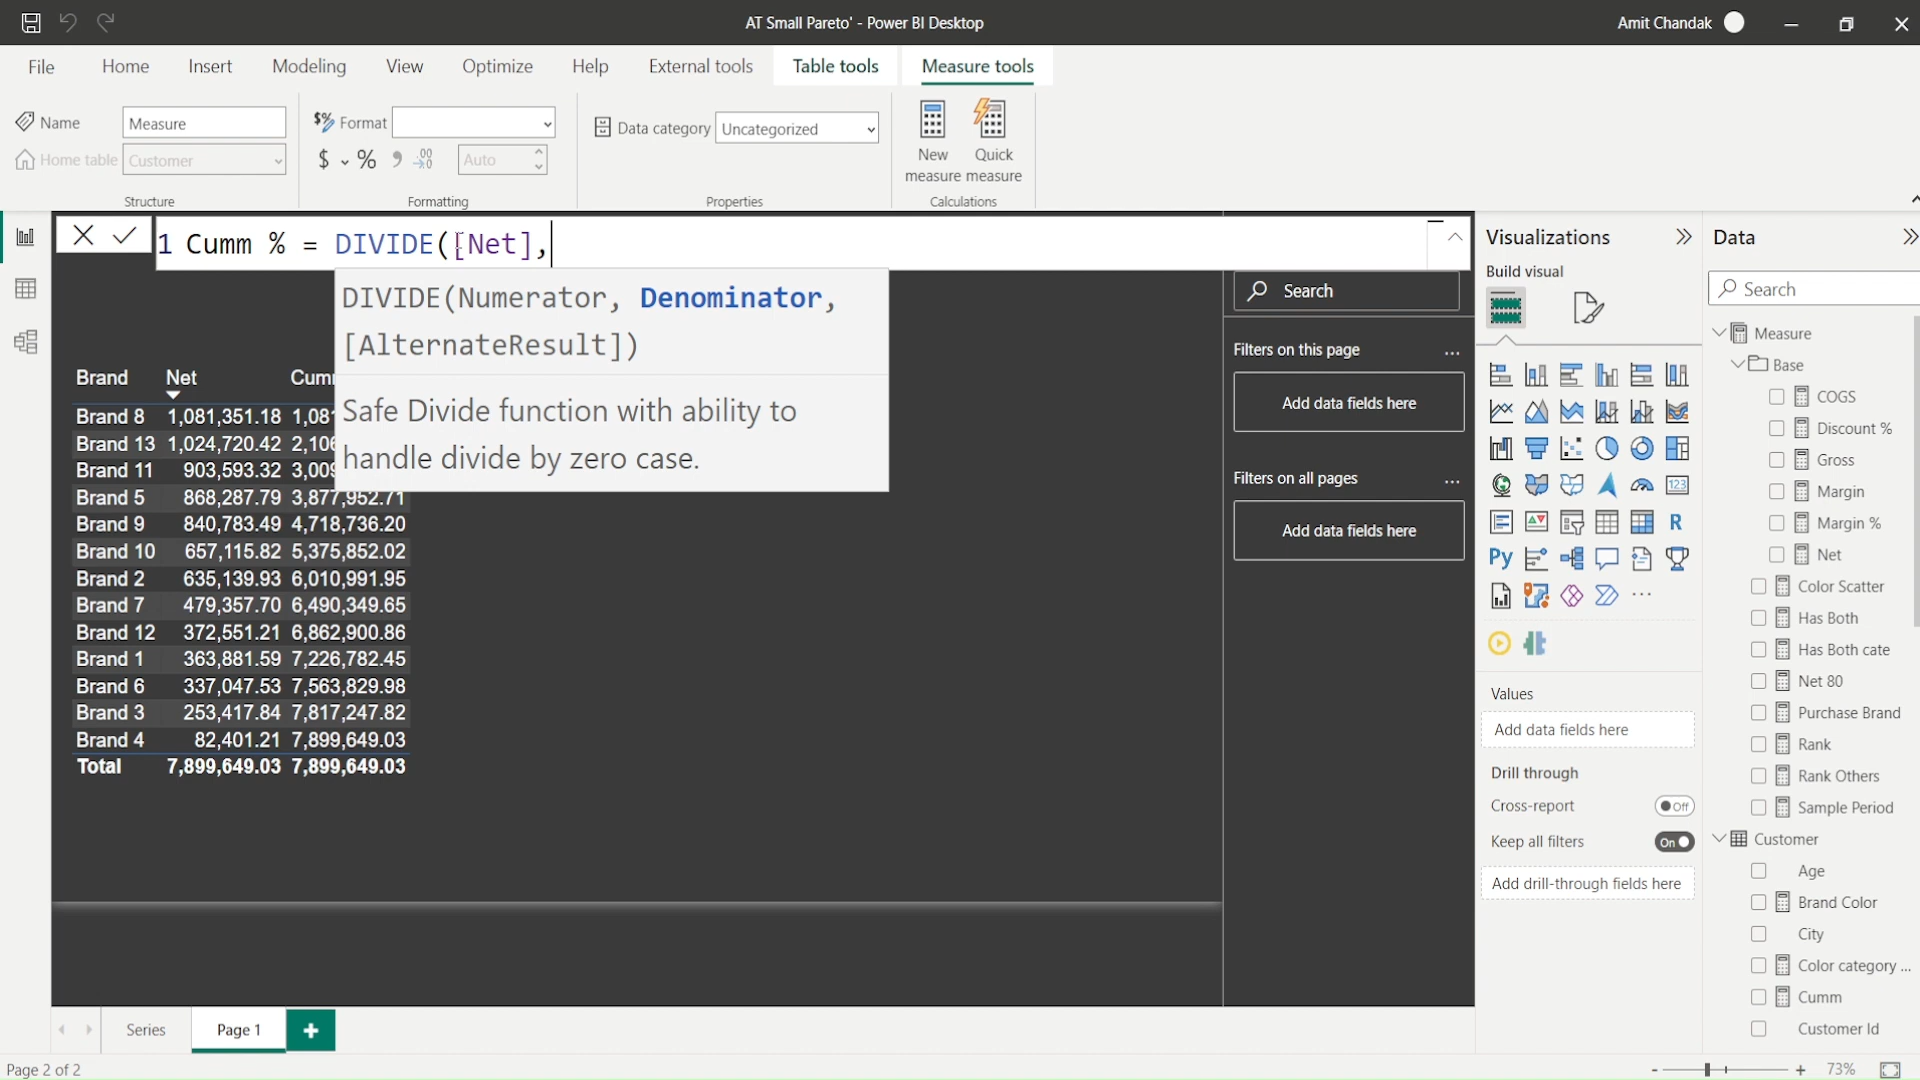 AT Small Pareto' - Power BI Desktop
Amit Chandak
File Home Insert Modeling View Optimize Help External tools Table tools Measure tools
Name Measure
Home table Customer
Structure
Format
$ % Auto
Formatting
Data category Uncategorized
Properties
New measure
Quick measure
Calculations
1 Cumm % = DIVIDE([Net],
DIVIDE(Numerator, Denominator,
[AlternateResult])
Safe Divide function with ability to
handle divide by zero case.
Brand Net
Brand 8 1,081,351.18
Brand 13 1,024,720.42
Brand 11 903,593.32
Brand 5 868,287.79 3,877,952.71
Brand 9 840,783.49 4,718,736.20
Brand 10 657,115.82 5,375,852.02
Brand 2 635,139.93 6,010,991.95
Brand 7 479,357.70 6,490,349.65
Brand 12 372,551.21 6,862,900.86
Brand 1 363,881.59 7,226,782.45
Brand 6 337,047.53 7,563,829.98
Brand 3 253,417.84 7,817,247.82
Brand 4 82,401.21 7,899,649.03
Total 7,899,649.03 7,899,649.03
Search
Filters on this page ...
Add data fields here
Filters on all pages ...
Add data fields here
Visualizations
Build visual
123
R
Py
...
Values
Add data fields here
Drill through
Cross-report Off
Keep all filters On
Add drill-through fields here
Data
Search
Measure
Base
COGS
Discount %
Gross
Margin
Margin %
Net
Color Scatter
Has Both
Has Both cate
Net 80
Purchase Brand
Rank
Rank Others
Sample Period
Customer
Age
Brand Color
City
Color category ...
Cumm
Customer Id
Series Page 1 +
Page 2 of 2
- + 73%